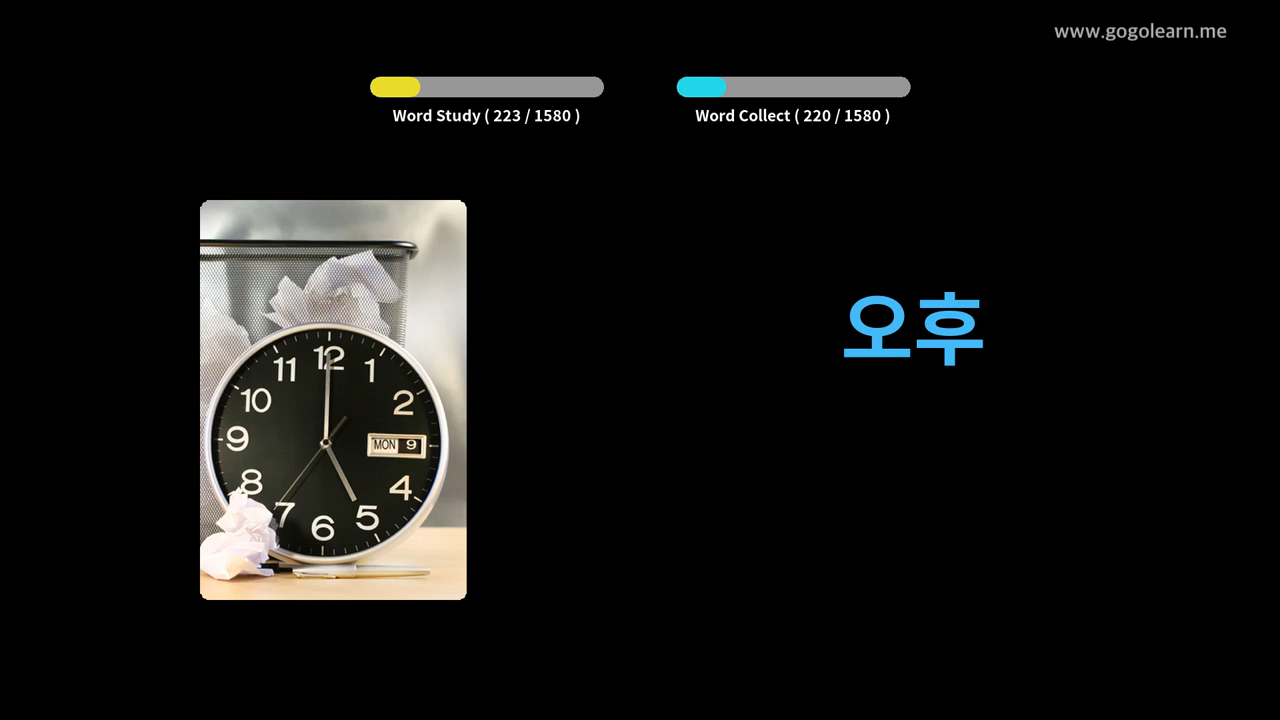 www.gogolearn.me
Word Study ( 223 / 1580 )
Word Collect ( 220 / 1580 )
오후
12
11
1
10
2
9
MON 9
8
4
7
5
6